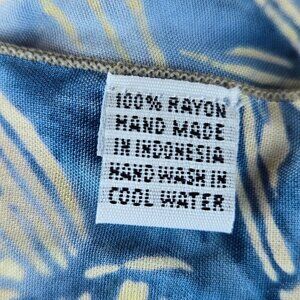 100% RAYON
HAND MADE
IN INDONESIA
HAND WASH IN
COOL WATER